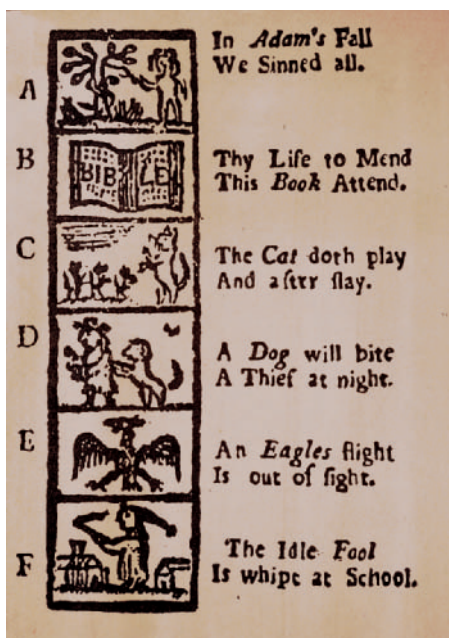 A
In Adam's Fall
We Sinned all.
B
BIBLE
Thy Life to Mend
This Book Attend.
C
The Cat doth play
And after ſlay.
D
A Dog will bite
A Thief at night.
E
An Eagles flight
Is out of ſight.
F
The Idle Fool
Is whipt at School.